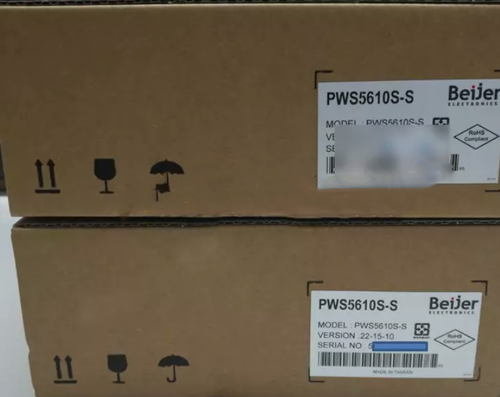 PWS5610S-S
Beijer
ELECTRONICS
MODEL : PWS5610S-S
RoHS
Compliant
PWS5610S-S
Beijer
ELECTRONICS
MODEL : PWS5610S-S
VERSION :22-15-10
SERIAL NO : 5
RoHS
Compliant
MADE IN TAIWAN